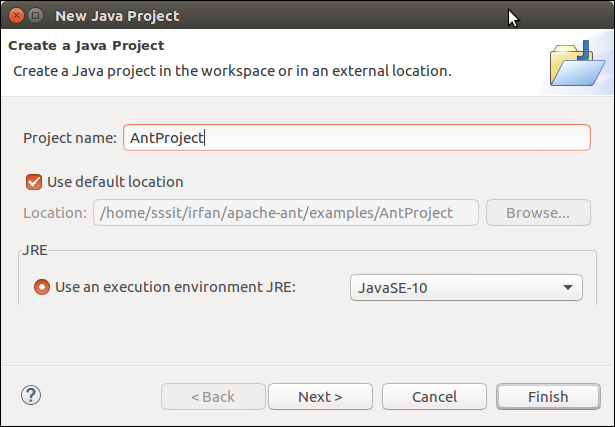 New Java Project
Create a Java Project
Create a Java project in the workspace or in an external location.
Project name: AntProject
Use default location
Location: /home/sssit/irfan/apache-ant/examples/AntProject Browse...
JRE
Use an execution environment JRE: JavaSE-10
? < Back Next > Cancel Finish